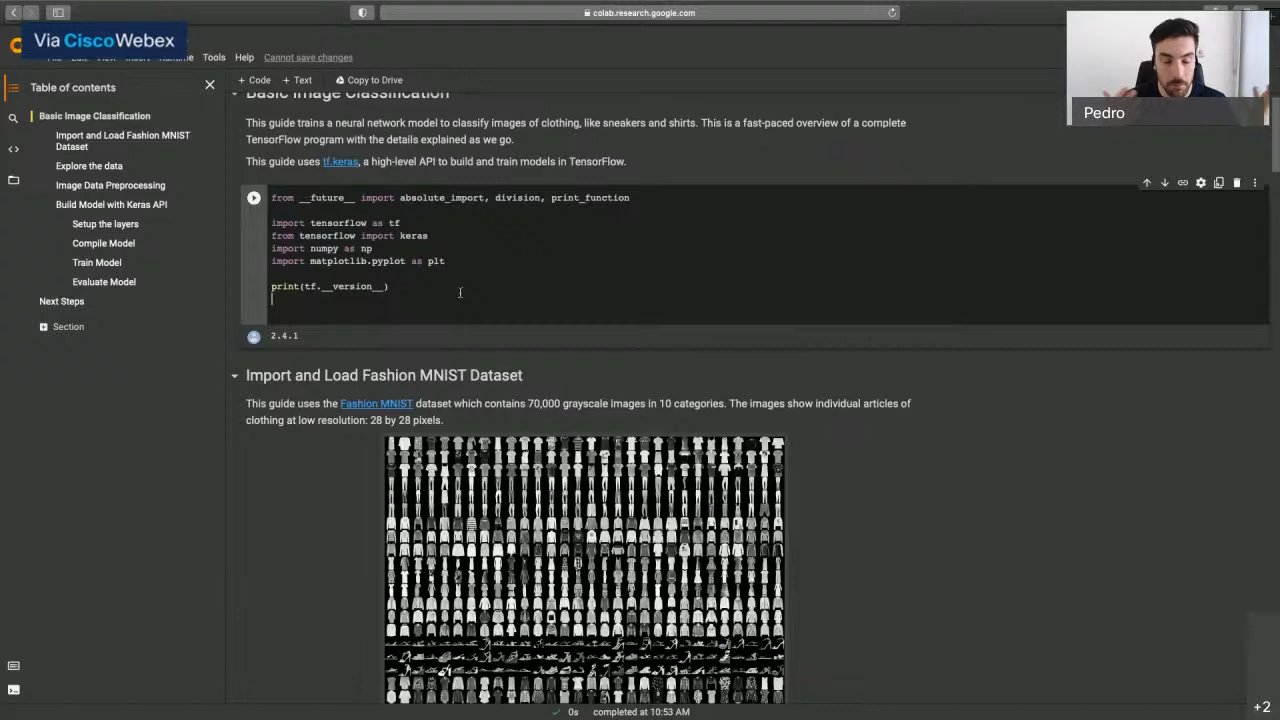 colab.research.google.com
Via CiscoWebex
Tools Help Cannot save changes
+ Code + Text Copy to Drive
Pedro
Table of contents
Basic Image Classification
Import and Load Fashion MNIST
Dataset
Explore the data
Image Data Preprocessing
Build Model with Keras API
Setup the layers
Compile Model
Train Model
Evaluate Model
Next Steps
Section
Basic Image Classification
This guide trains a neural network model to classify images of clothing, like sneakers and shirts. This is a fast-paced overview of a complete
TensorFlow program with the details explained as we go.
This guide uses tf.keras, a high-level API to build and train models in TensorFlow.
from __future__ import absolute_import, division, print_function
import tensorflow as tf
from tensorflow import keras
import numpy as np
import matplotlib.pyplot as plt
print(tf.__version__)
2.4.1
Import and Load Fashion MNIST Dataset
This guide uses the Fashion MNIST dataset which contains 70,000 grayscale images in 10 categories. The images show individual articles of
clothing at low resolution: 28 by 28 pixels.
0s completed at 10:53 AM
+2